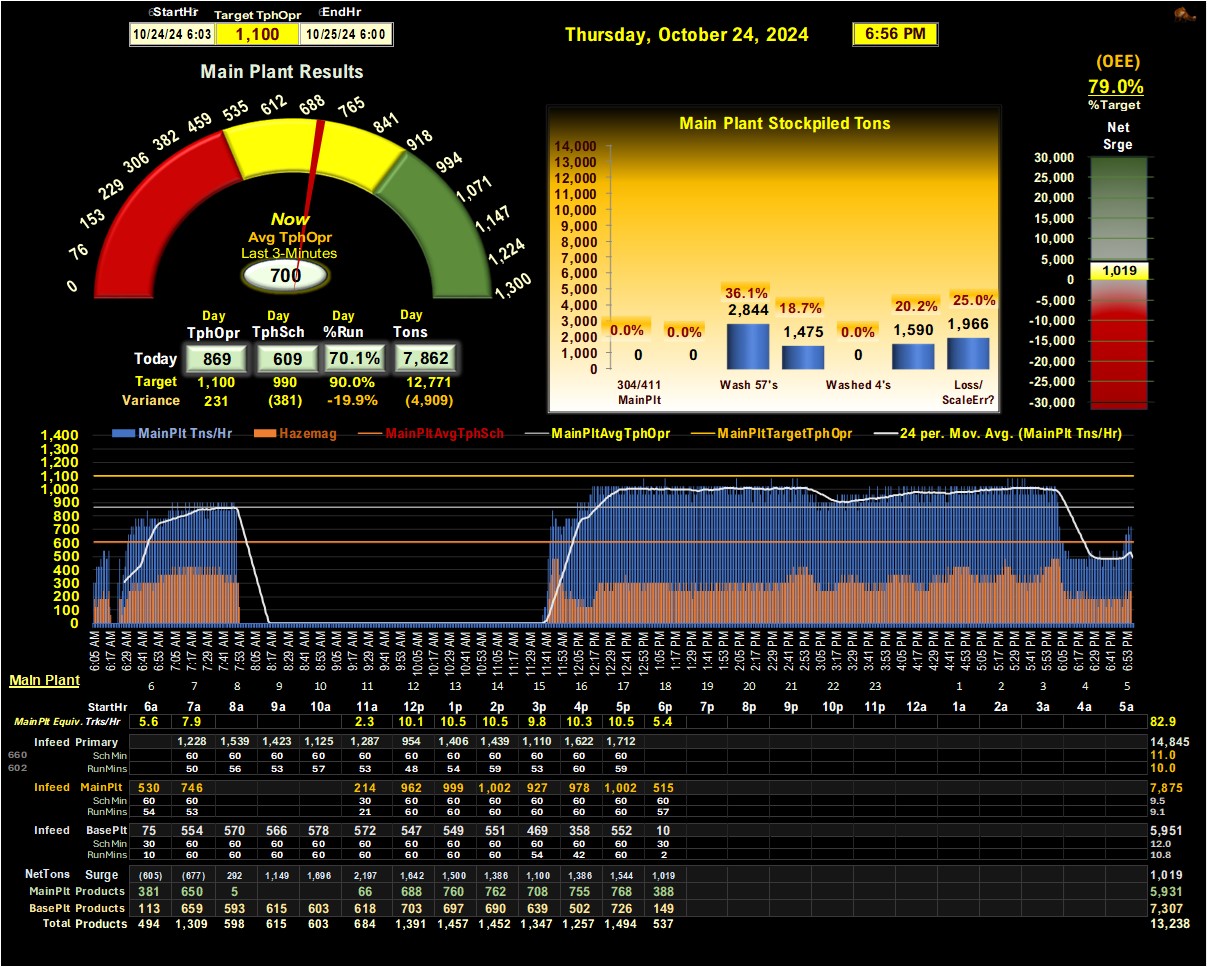 StartHr Target TphOpr EndHr
10/24/24 6:03 1,100 10/25/24 6:00
Thursday, October 24, 2024 6:56 PM
(OEE)
79.0%
%Target
Net
Srge
30,000
25,000
20,000
15,000
10,000
5,000
0
-5,000
-10,000
-15,000
-20,000
-25,000
-30,000
1,019
Main Plant Results
0 76 153 229 306 382 459 535 612 688 765 841 918 994 1,071 1,147 1,224 1,300
Now
Avg TphOpr
Last 3-Minutes
700
Day Day Day Day
TphOpr TphSch %Run Tons
Today 869 609 70.1% 7,862
Target 1,100 990 90.0% 12,771
Variance 231 (381) -19.9% (4,909)
Main Plant Stockpiled Tons
14,000
13,000
12,000
11,000
10,000
9,000
8,000
7,000
6,000
5,000
4,000
3,000
2,000
1,000
0
0.0% 0.0% 36.1% 18.7% 0.0% 20.2% 25.0%
0 0 2,844 1,475 0 1,590 1,966
304/411 Wash 57's Washed 4's Loss/
MainPlt ScaleErr?
MainPlt Tns/Hr Hazemag MainPltAvgTphSch MainPltAvgTphOpr MainPltTargetTphOpr 24 per. Mov. Avg. (MainPlt Tns/Hr)
1,400
1,300
1,200
1,100
1,000
900
800
700
600
500
400
300
200
100
0
6:05 AM 6:17 AM 6:29 AM 6:41 AM 6:53 AM 7:05 AM 7:17 AM 7:29 AM 7:41 AM 7:53 AM 8:05 AM 8:17 AM 8:29 AM 8:41 AM 8:53 AM 9:05 AM 9:17 AM 9:29 AM 9:41 AM 9:53 AM 10:05 AM 10:17 AM 10:29 AM 10:41 AM 10:53 AM 11:05 AM 11:17 AM 11:29 AM 11:41 AM 11:53 AM 12:05 PM 12:17 PM 12:29 PM 12:41 PM 12:53 PM 1:05 PM 1:17 PM 1:29 PM 1:41 PM 1:53 PM 2:05 PM 2:17 PM 2:29 PM 2:41 PM 2:53 PM 3:05 PM 3:17 PM 3:29 PM 3:41 PM 3:53 PM 4:05 PM 4:17 PM 4:29 PM 4:41 PM 4:53 PM 5:05 PM 5:17 PM 5:29 PM 5:41 PM 5:53 PM 6:05 PM 6:17 PM 6:29 PM 6:41 PM 6:53 PM
Main Plant
6 7 8 9 10 11 12 13 14 15 16 17 18 19 20 21 22 23 1 2 3 4 5
StartHr 6a 7a 8a 9a 10a 11a 12p 1p 2p 3p 4p 5p 6p 7p 8p 9p 10p 11p 12a 1a 2a 3a 4a 5a
MainPlt Equiv. Trks/Hr 5.6 7.9 2.3 10.1 10.5 10.5 9.8 10.3 10.5 5.4 82.9
Infeed Primary 1,228 1,539 1,423 1,125 1,287 954 1,406 1,439 1,110 1,622 1,712 14,845
660 SchMin 60 60 60 60 60 60 60 60 60 60 60 11.0
602 RunMins 50 56 53 57 53 48 54 59 53 60 59 10.0
Infeed MainPlt 530 746 214 962 999 1,002 927 978 1,002 515 7,875
SchMin 60 60 30 60 60 60 60 60 60 60 9.5
RunMins 54 53 21 60 60 60 60 60 60 57 9.1
Infeed BasePlt 75 554 570 566 578 572 547 549 551 469 358 552 10 5,951
SchMin 30 60 60 60 60 60 60 60 60 60 60 60 30 12.0
RunMins 10 60 60 60 60 60 60 60 60 54 42 60 2 10.8
NetTons Surge (605) (677) 292 1,149 1,696 2,197 1,642 1,500 1,386 1,100 1,386 1,544 1,019 1,019
MainPlt Products 381 650 5 66 688 760 762 708 755 768 388 5,931
BasePlt Products 113 659 593 615 603 618 703 697 690 639 502 726 149 7,307
Total Products 494 1,309 598 615 603 684 1,391 1,457 1,452 1,347 1,257 1,494 537 13,238